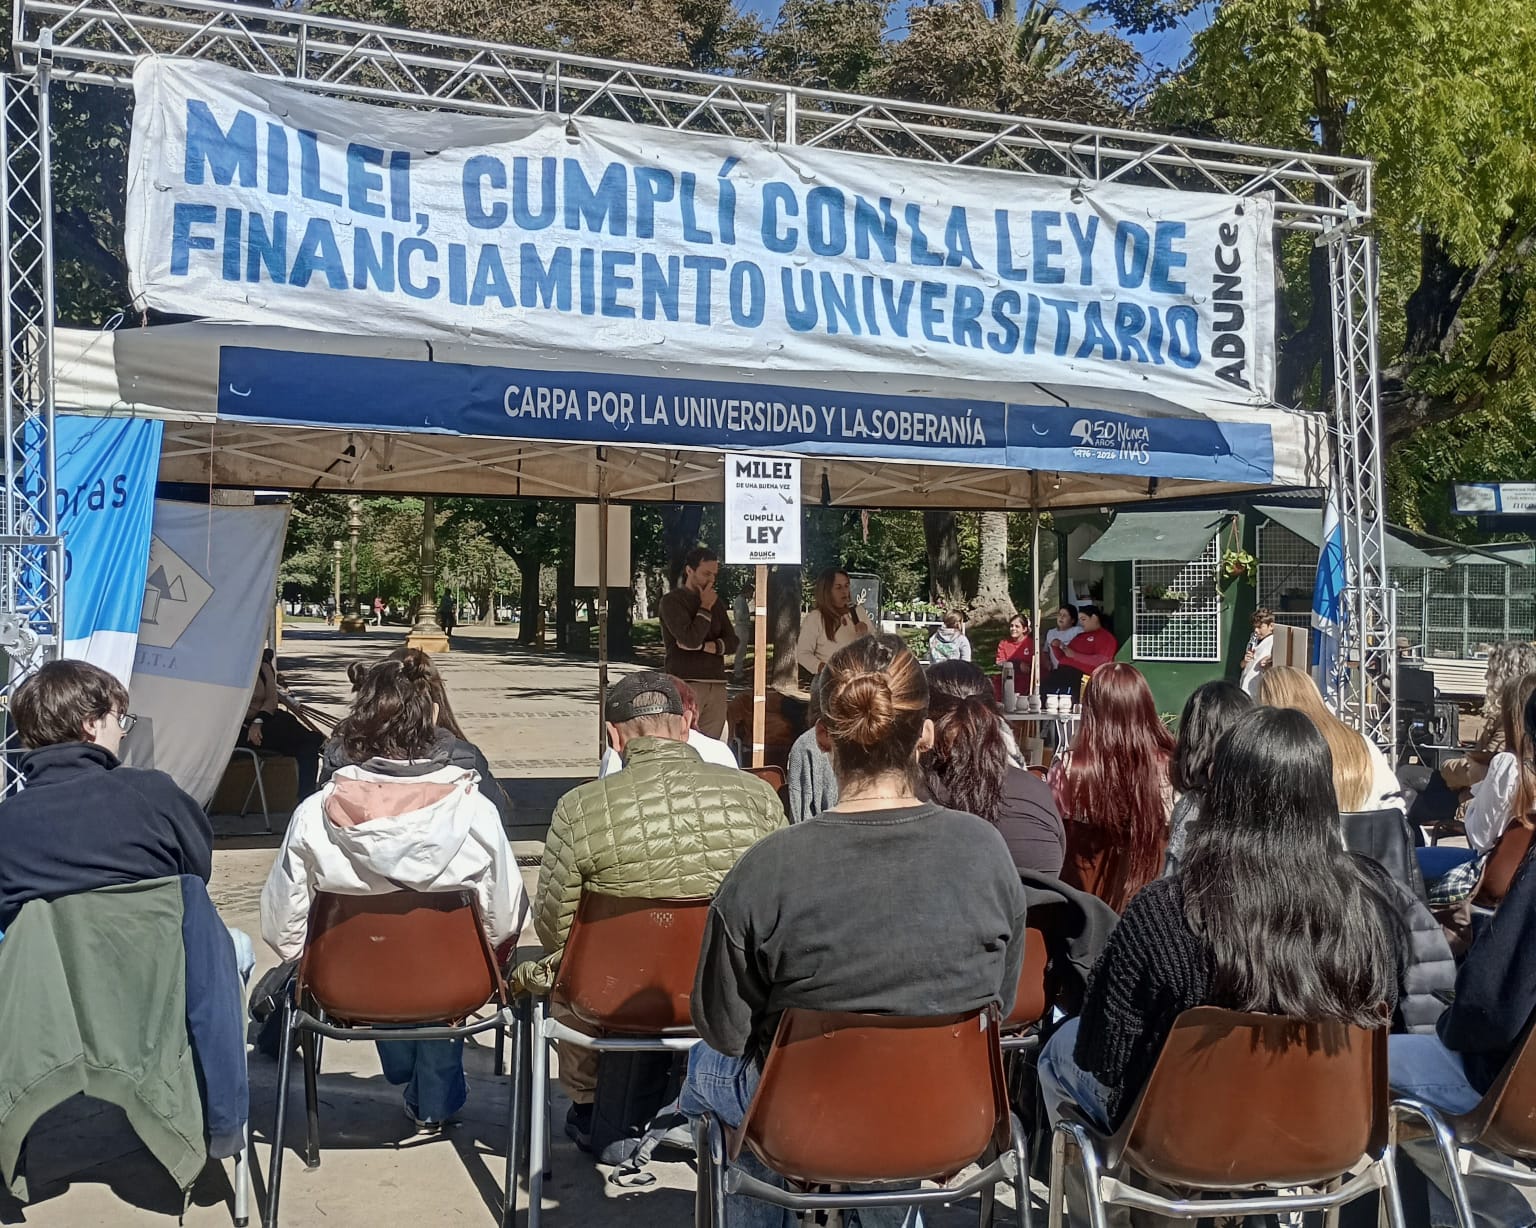 MILEI, CUMPLÍ CON LA LEY DE
FINANCIAMIENTO UNIVERSITARIO
ADUNCe.
CARPA POR LA UNIVERSIDAD Y LA SOBERANÍA
50
AÑOS
NUNCA
MÁS
1976-2026
MILEI
DE UNA BUENA VEZ
CUMPLÍ LA
LEY
ADUNCe
oras
A.T.U